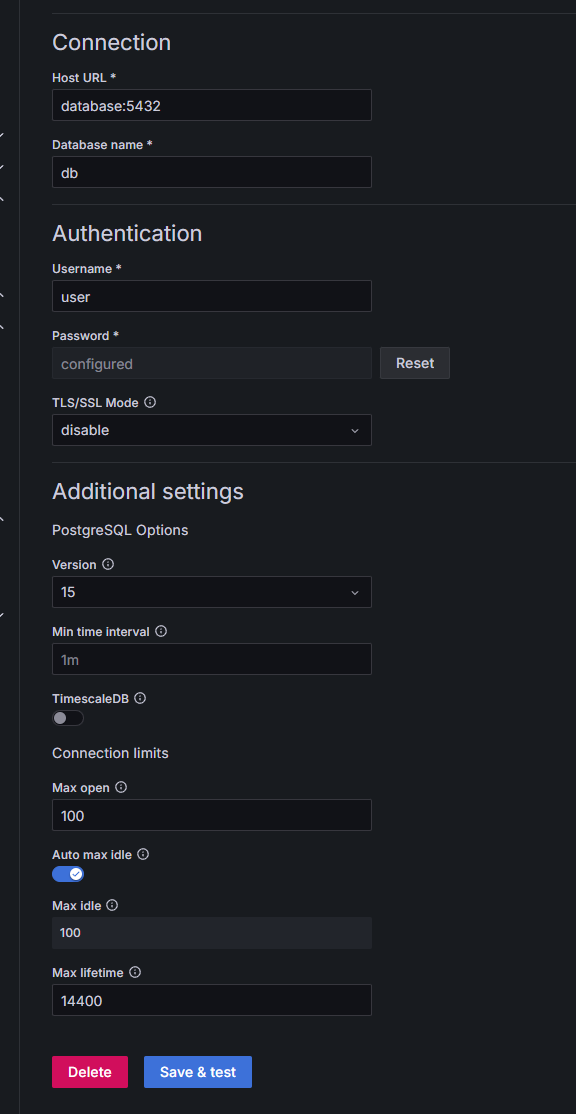 Connection
Host URL *
database:5432
Database name *
db
Authentication
Username *
user
Password *
configured
Reset
TLS/SSL Mode
disable
Additional settings
PostgreSQL Options
Version
15
Min time interval
1m
TimescaleDB
Connection limits
Max open
100
Auto max idle
Max idle
100
Max lifetime
14400
Delete
Save & test